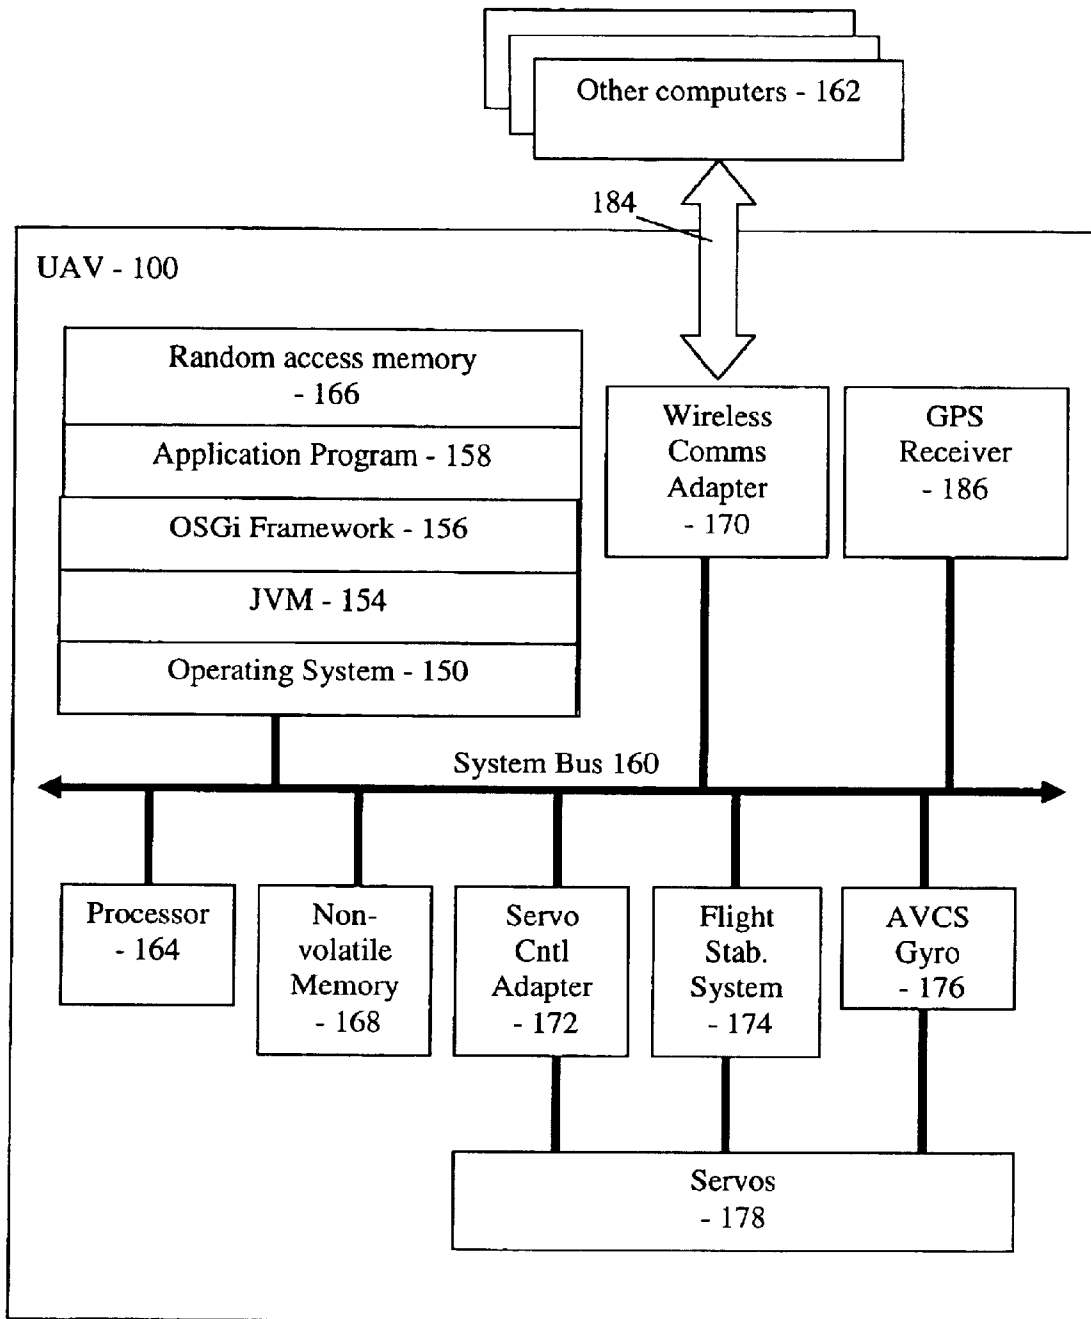 Other computers - 162
184
UAV - 100
Random access memory
- 166
Application Program - 158
OSGi Framework - 156
JVM - 154
Operating System - 150
Wireless
Comms
Adapter
- 170
GPS
Receiver
- 186
System Bus 160
Processor
- 164
Non-
volatile
Memory
- 168
Servo
Cntl
Adapter
- 172
Flight
Stab.
System
- 174
AVCS
Gyro
- 176
Servos
- 178